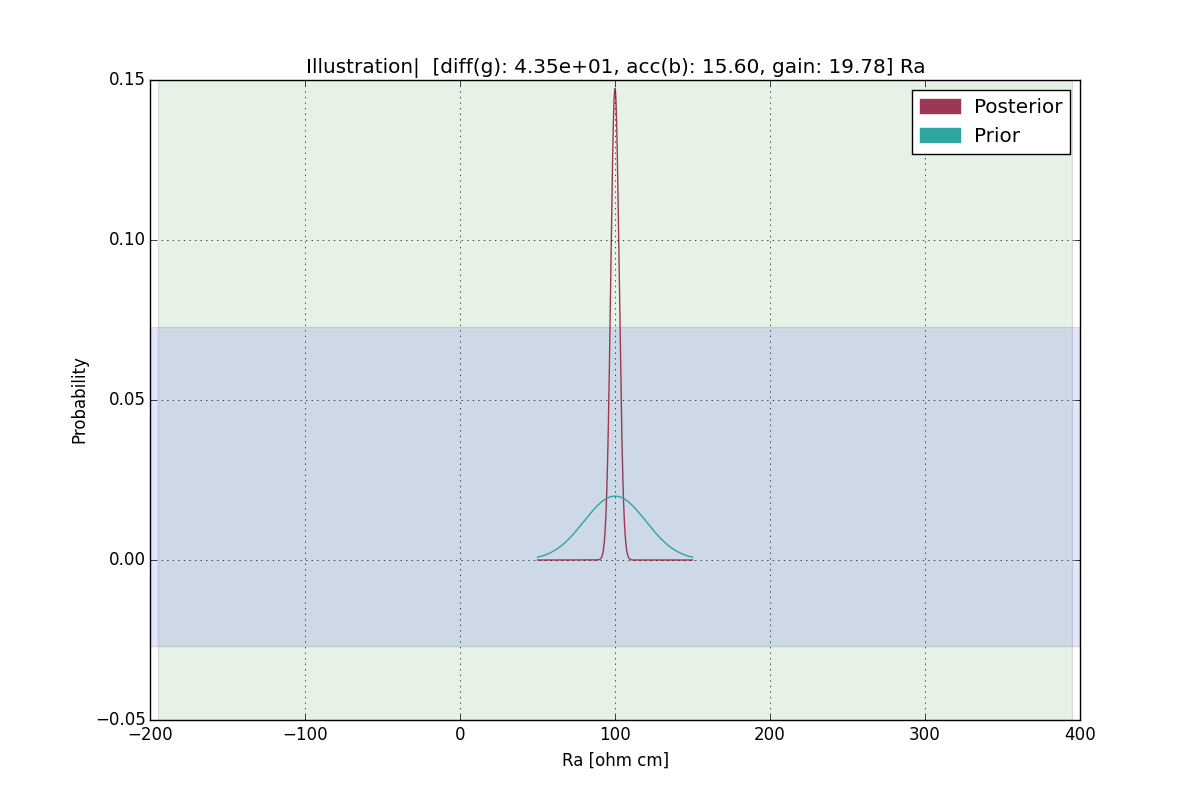 Illustration|  [diff(g): 4.35e+01, acc(b): 15.60, gain: 19.78] Ra
Posterior
Prior
0.15
0.10
0.05
0.00
−0.05
Probability
−200
−100
0
100
200
300
400
Ra [ohm cm]